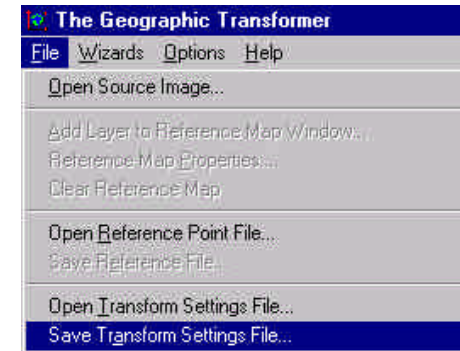 The Geographic Transformer
File Wizards Options Help
Open Source Image...
Add Layer to Reference Map Window...
Reference Map Properties...
Clear Reference Map
Open Reference Point File...
Save Reference File...
Open Transform Settings File...
Save Transform Settings File...